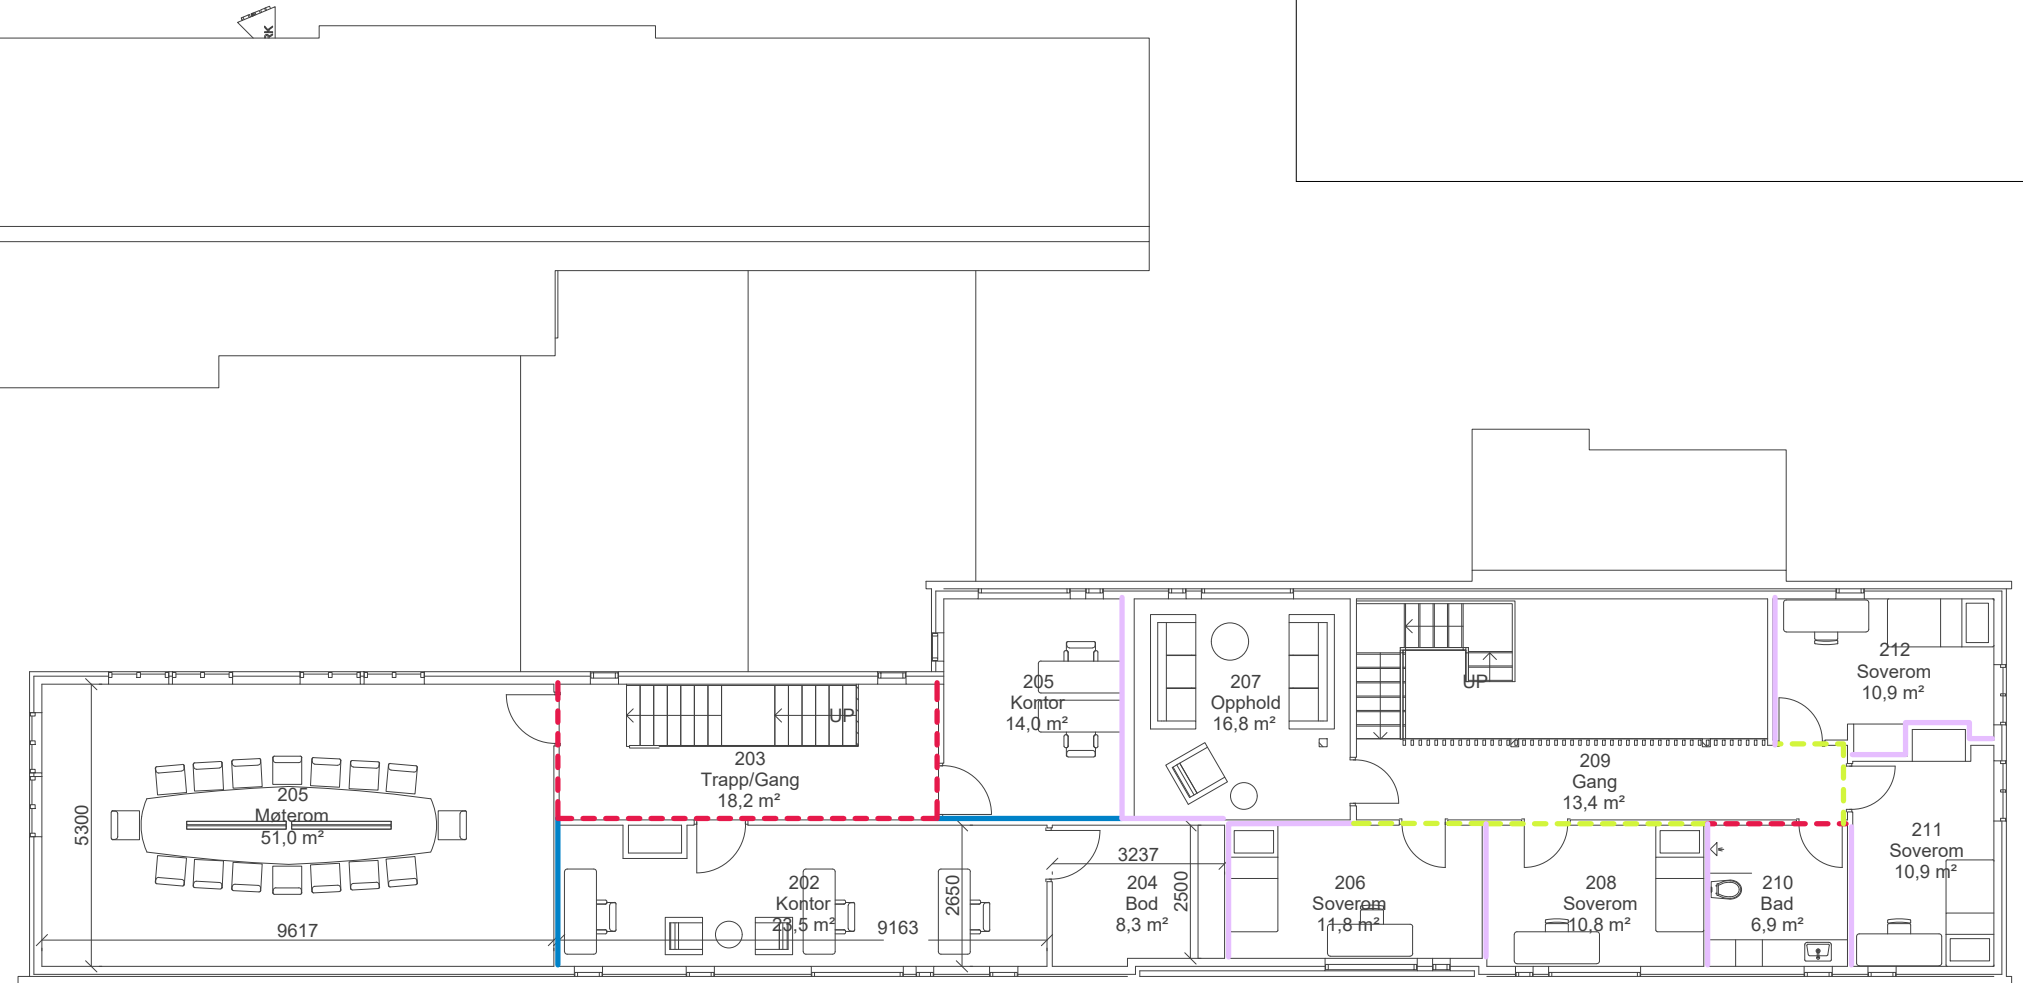 RK
UP
203
Trapp/Gang
18,2 m²
205
Møterom
51,0 m²
5300
9617
202
Kontor
23,5 m²
9163
2650
205
Kontor
14,0 m²
3237
2500
204
Bod
8,3 m²
207
Opphold
16,8 m²
UP
209
Gang
13,4 m²
206
Soverom
11,8 m²
208
Soverom
10,8 m²
210
Bad
6,9 m²
212
Soverom
10,9 m²
211
Soverom
10,9 m²